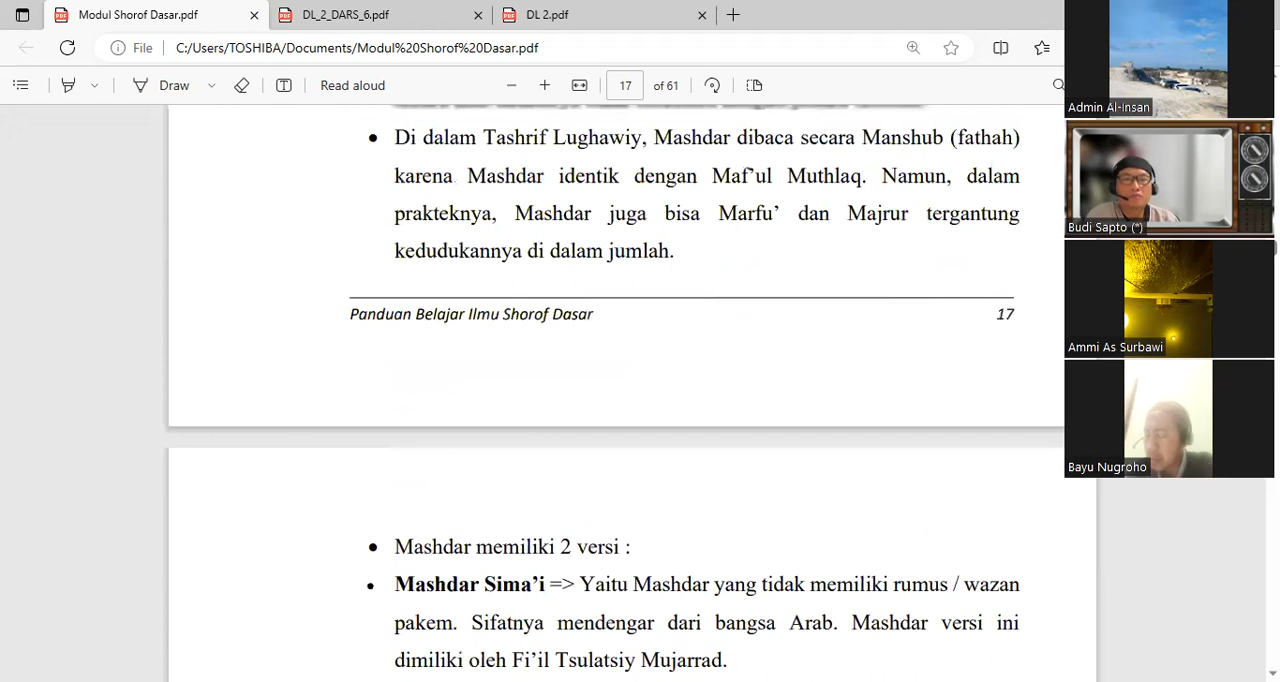 Modul Shorof Dasar.pdf
DL_2_DARS_6.pdf
DL 2.pdf
File
C:/Users/TOSHIBA/Documents/Modul%20Shorof%20Dasar.pdf
Draw
Read aloud
17
of 61
Di dalam Tashrif Lughawiy, Mashdar dibaca secara Manshub (fathah)
karena Mashdar identik dengan Maf’ul Muthlaq. Namun, dalam
prakteknya, Mashdar juga bisa Marfu’ dan Majrur tergantung
kedudukannya di dalam jumlah.
Panduan Belajar Ilmu Shorof Dasar 17
• Mashdar memiliki 2 versi :
• Mashdar Sima’i => Yaitu Mashdar yang tidak memiliki rumus / wazan
pakem. Sifatnya mendengar dari bangsa Arab. Mashdar versi ini
dimiliki oleh Fi’il Tsulatsiy Mujarrad.
Admin Al-Insan
Budi Sapto (*)
Ammi As Surbawi
Bayu Nugroho